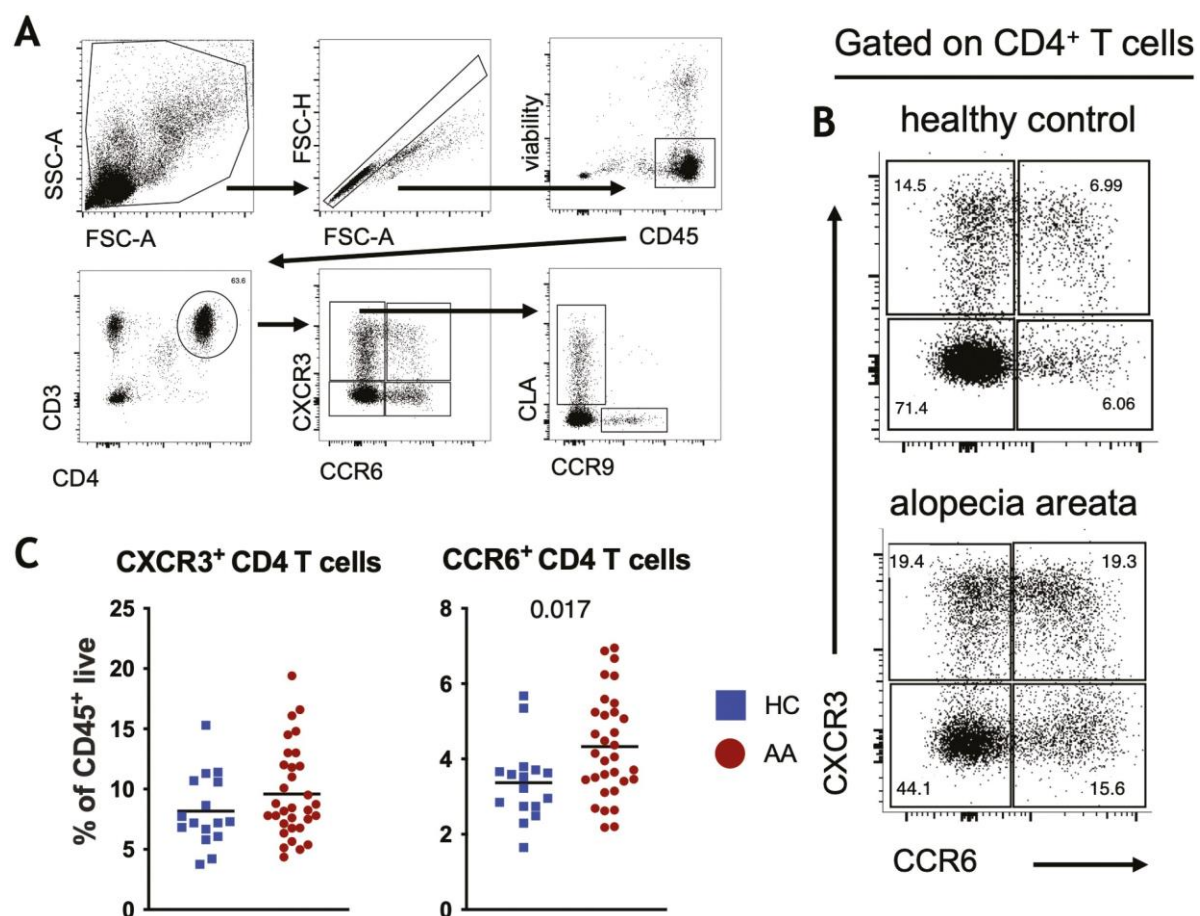 A
SSC-A
FSC-A
FSC-H
FSC-A
viability
CD45
CD3
CD4
63.6
CXCR3
CCR6
CLA
CCR9
Gated on CD4⁺ T cells
B
healthy control
14.5
6.99
71.4
6.06
alopecia areata
19.4
19.3
44.1
15.6
CXCR3
CCR6
C
CXCR3⁺ CD4 T cells
% of CD45⁺ live
25
20
15
10
5
0
CCR6⁺ CD4 T cells
0.017
8
6
4
2
0
HC
AA